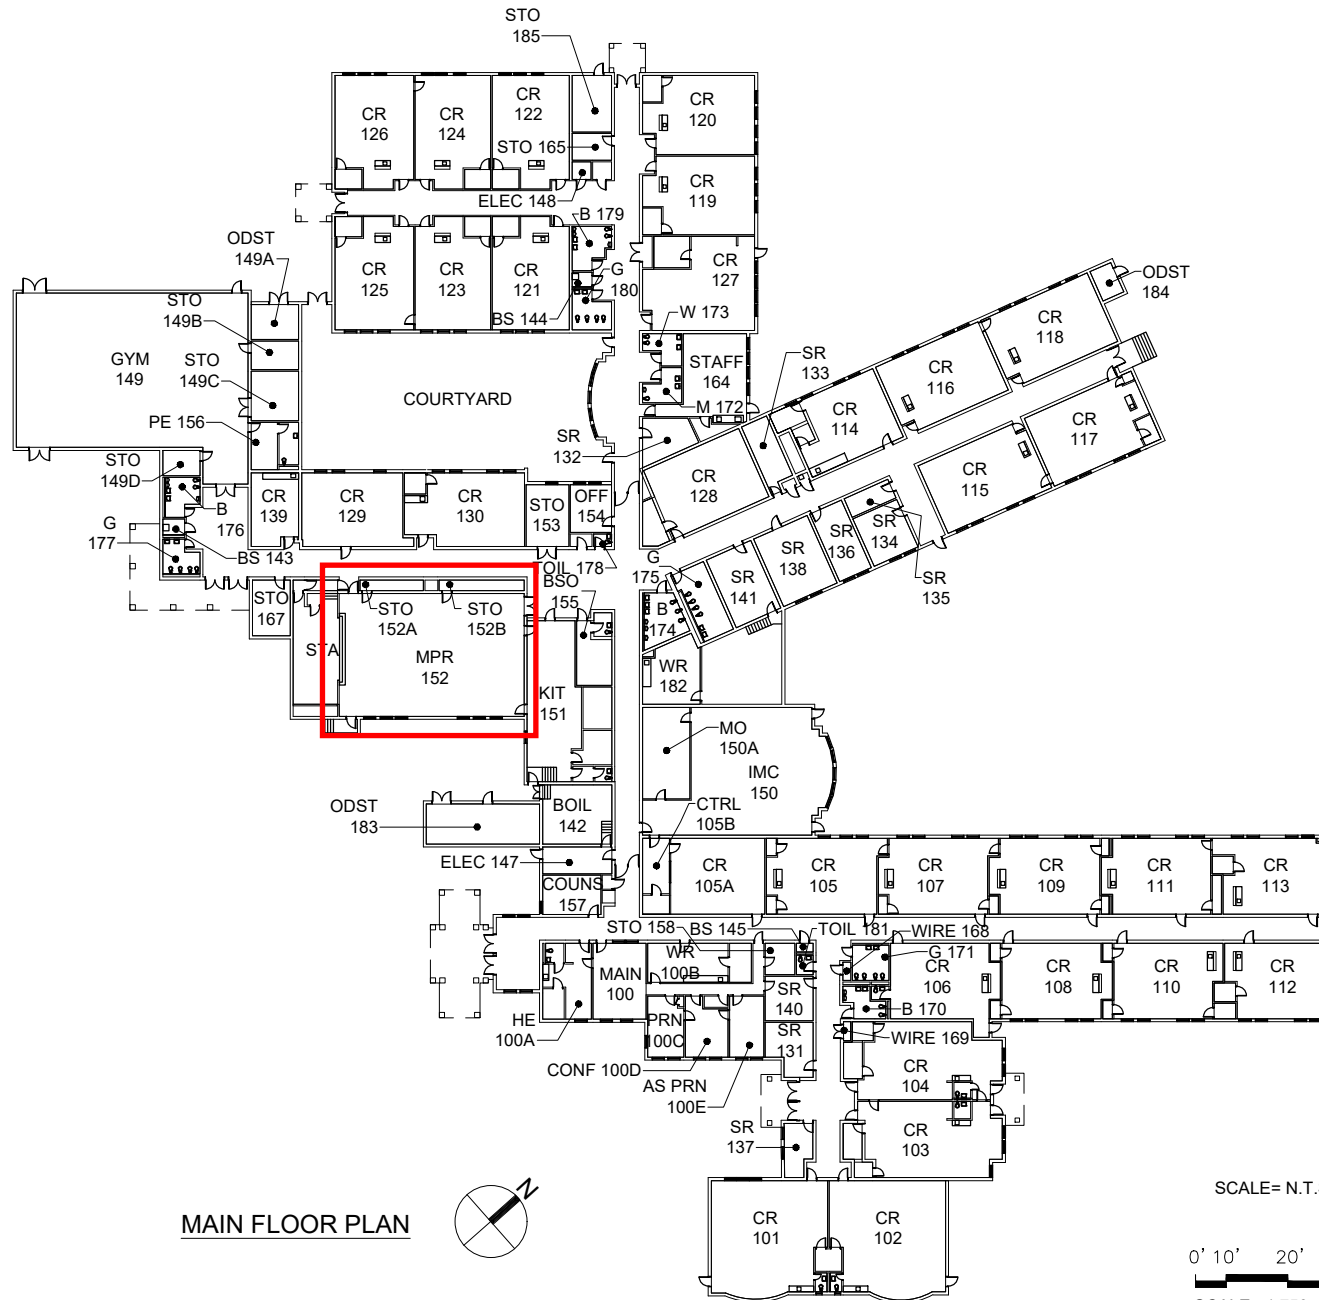 STO
185
CR
126
CR
124
CR
122
CR
120
STO 165
ELEC 148
CR
119
B 179
ODST
149A
CR
125
CR
123
CR
121
G
180
CR
127
ODST
184
BS 144
STO
149B
W 173
GYM
149
STO
149C
COURTYARD
STAFF
164
SR
133
CR
118
CR
116
M 172
PE 156
CR
114
CR
117
SR
132
STO
149D
CR
128
CR
115
CR
139
CR
129
CR
130
STO
153
OFF
154
B
176
G
177
BS 143
SR
134
SR
136
SR
138
SR
135
TOIL 178
BSO
155
G
175
SR
141
STO
167
STO
152A
STO
152B
B
174
STA
MPR
152
WR
182
KIT
151
MO
150A
IMC
150
ODST
183
BOIL
142
CTRL
105B
ELEC 147
CR
105A
CR
105
CR
107
CR
109
CR
111
CR
113
COUNS
157
STO 158
BS 145
TOIL 181
WIRE 168
G 171
MAIN
100
WR
100B
CR
106
CR
108
CR
110
CR
112
SR
140
B 170
HE
100A
PRN
100C
SR
131
WIRE 169
CONF 100D
AS PRN
100E
CR
104
SR
137
CR
103
MAIN FLOOR PLAN
N
SCALE= N.T.
CR
101
CR
102
0' 10' 20'